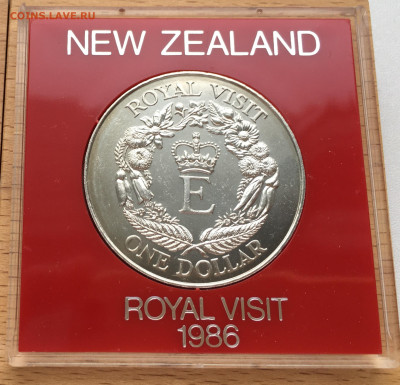 COINS.LAVE.RU
NEW ZEALAND
ROYAL VISIT
E
ONE DOLLAR
ROYAL VISIT
1986